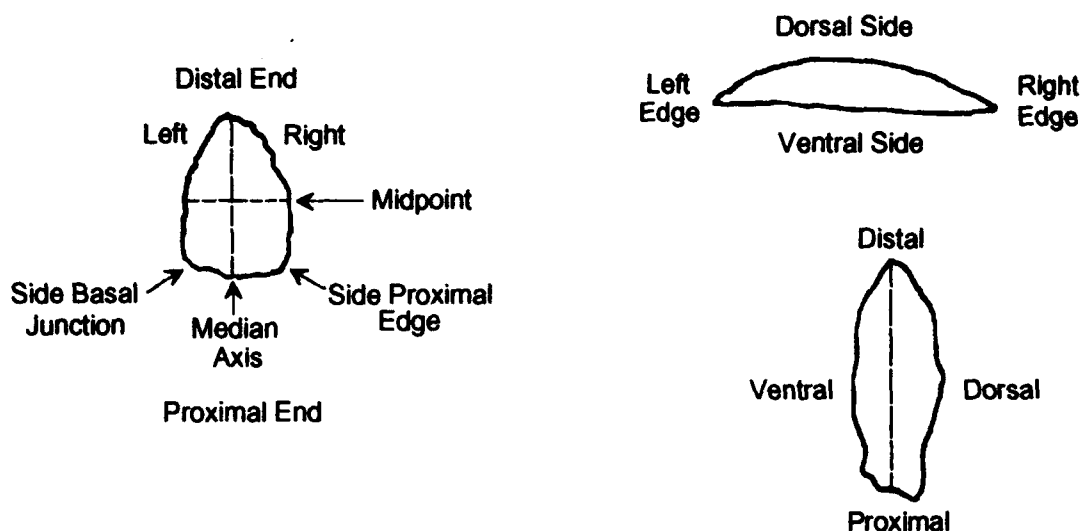 Distal End
Left
Right
Midpoint
Side Basal
Junction
Median
Axis
Side Proximal
Edge
Proximal End
Dorsal Side
Left
Edge
Right
Edge
Ventral Side
Distal
Ventral
Dorsal
Proximal